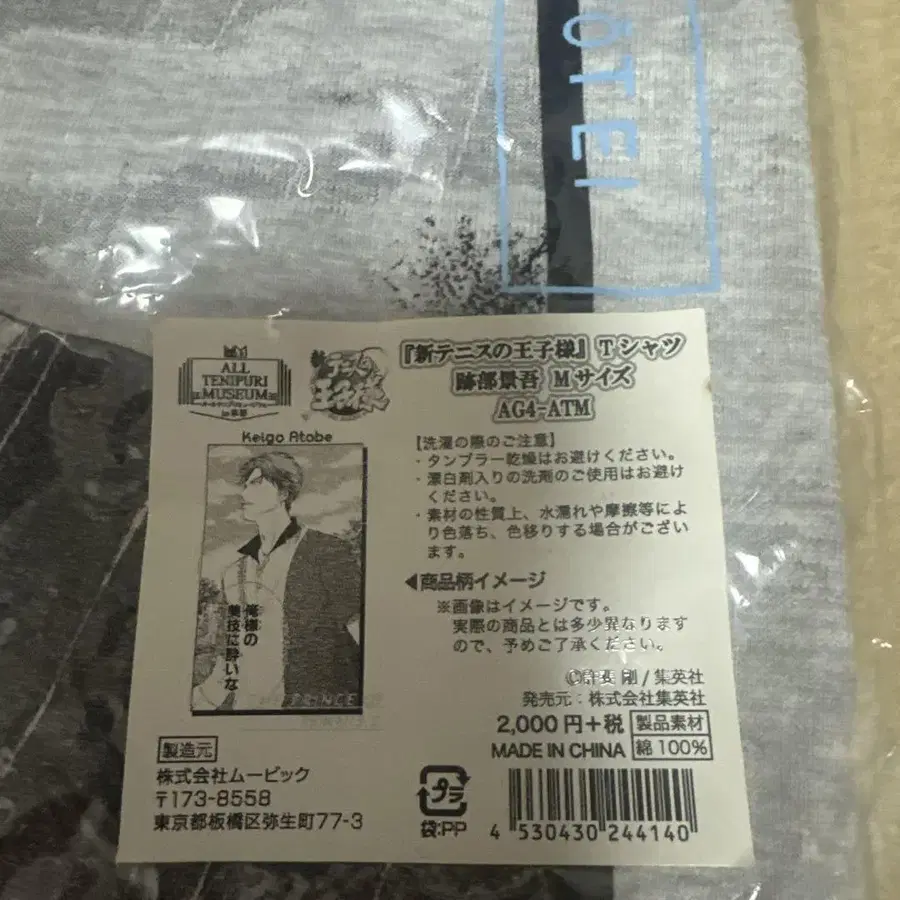 ŌTEI
ALL
TENIPURI
MUSEUM
新テニスの王子様
『新テニスの王子様』 Tシャツ
跡部景吾 Mサイズ
AG4-ATM
Keigo Atobe
俺様の
美技に酔いな
【洗濯の際のご注意】
・タンブラー乾燥はお避けください。
・漂白剤入りの洗剤のご使用はお避け
ください。
・素材の性質上、水濡れや摩擦等によ
り色落ち、色移りする場合がござい
ます。
◀商品柄イメージ
※画像はイメージです。
実際の商品とは多少異なります
ので、予めご了承ください。
©許斐 剛/集英社
発売元:株式会社集英社
2,000円+税 製品素材
MADE IN CHINA 綿100%
製造元
株式会社ムービック
〒173-8558
東京都板橋区弥生町77-3
プラ
袋:PP
4 530430 244140